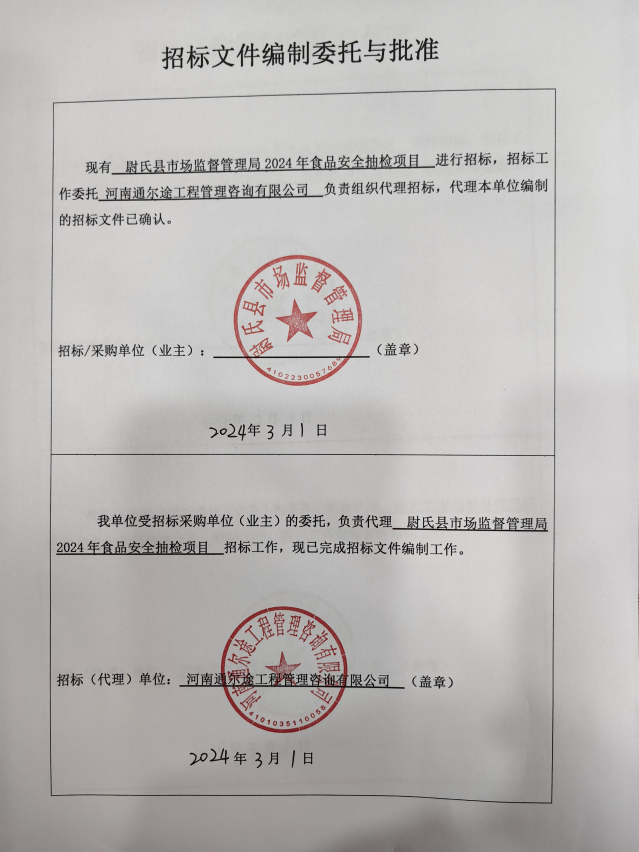 招标文件编制委托与批准
现有 尉氏县市场监督管理局 2024 年食品安全抽检项目 进行招标，招标工
作委托 河南通尔途工程管理咨询有限公司 负责组织代理招标，代理本单位编制
的招标文件已确认。
尉氏县市场监督管理局
招标/采购单位（业主）：（盖章）
4102230057684
2024年 3 月 1 日
我单位受招标采购单位（业主）的委托，负责代理 尉氏县市场监督管理局
2024 年食品安全抽检项目 招标工作，现已完成招标文件编制工作。
河南通尔途工程管理咨询有限公司
招标（代理）单位： 河南通尔途工程管理咨询有限公司 （盖章）
4101035110058
2024 年 3 月 1 日